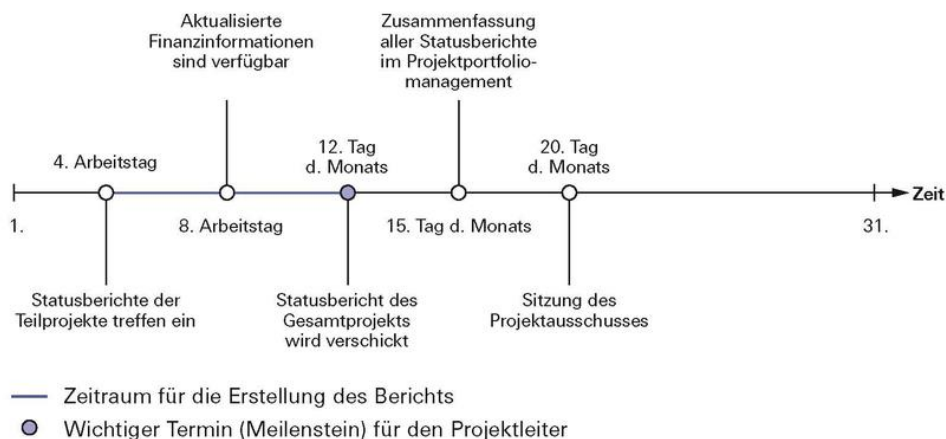 Aktualisierte
Finanzinformationen
sind verfügbar
Zusammenfassung
aller Statusberichte
im Projektportfolio-
management
4. Arbeitstag
12. Tag
d. Monats
20. Tag
d. Monats
Zeit
1.
8. Arbeitstag
15. Tag d. Monats
31.
Statusberichte der
Teilprojekte treffen ein
Statusbericht des
Gesamtprojekts
wird verschickt
Sitzung des
Projektausschusses
Zeitraum für die Erstellung des Berichts
Wichtiger Termin (Meilenstein) für den Projektleiter